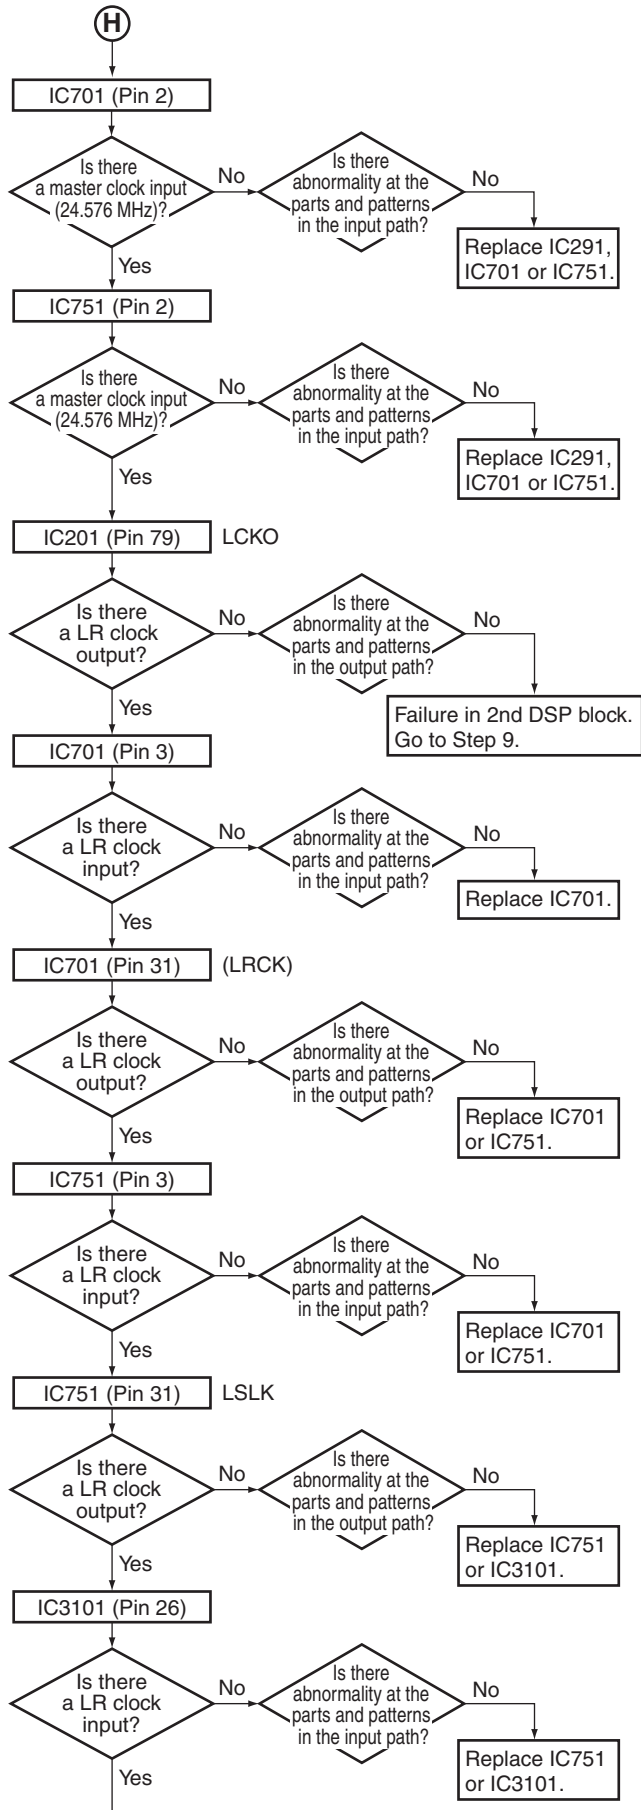 H
IC701 (Pin 2)
Is there
a master clock input
(24.576 MHz)?
No
Is there
abnormality at the
parts and patterns
in the input path?
No
Replace IC291,
IC701 or IC751.
Yes
IC751 (Pin 2)
Is there
a master clock input
(24.576 MHz)?
No
Is there
abnormality at the
parts and patterns
in the input path?
No
Replace IC291,
IC701 or IC751.
Yes
IC201 (Pin 79) LCKO
Is there
a LR clock
output?
No
Is there
abnormality at the
parts and patterns
in the output path?
No
Failure in 2nd DSP block.
Go to Step 9.
Yes
IC701 (Pin 3)
Is there
a LR clock
input?
No
Is there
abnormality at the
parts and patterns
in the input path?
No
Replace IC701.
Yes
IC701 (Pin 31) (LRCK)
Is there
a LR clock
output?
No
Is there
abnormality at the
parts and patterns
in the output path?
No
Replace IC701
or IC751.
Yes
IC751 (Pin 3)
Is there
a LR clock
input?
No
Is there
abnormality at the
parts and patterns
in the input path?
No
Replace IC701
or IC751.
Yes
IC751 (Pin 31) LSLK
Is there
a LR clock
output?
No
Is there
abnormality at the
parts and patterns
in the output path?
No
Replace IC751
or IC3101.
Yes
IC3101 (Pin 26)
Is there
a LR clock
input?
No
Is there
abnormality at the
parts and patterns
in the input path?
No
Replace IC751
or IC3101.
Yes